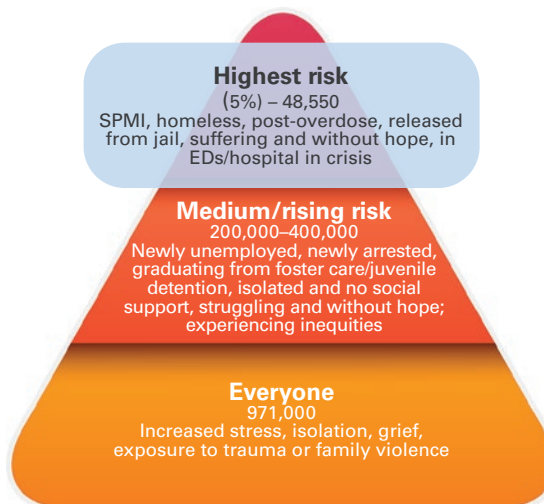 Highest risk
(5%) – 48,550
SPMI, homeless, post-overdose, released
from jail, suffering and without hope, in
EDs/hospital in crisis
Medium/rising risk
200,000–400,000
Newly unemployed, newly arrested,
graduating from foster care/juvenile
detention, isolated and no social
support, struggling and without hope;
experiencing inequities
Everyone
971,000
Increased stress, isolation, grief,
exposure to trauma or family violence